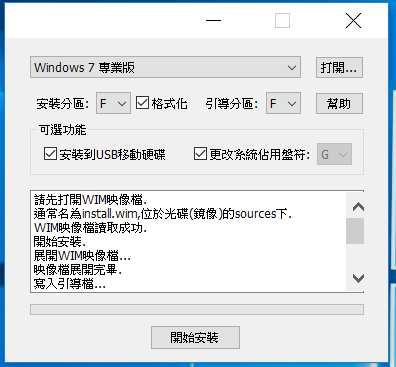 Windows 7 專業版
打開...
安裝分區: F
格式化
引導分區: F
幫助
可選功能
安裝到USB移動硬碟
更改系統佔用盤符: G
請先打開WIM映像檔.
通常名為install.wim,位於光碟(鏡像)的sources下.
WIM映像檔讀取成功.
開始安裝.
展開WIM映像檔...
映像檔展開完畢.
寫入引導檔...
開始安裝